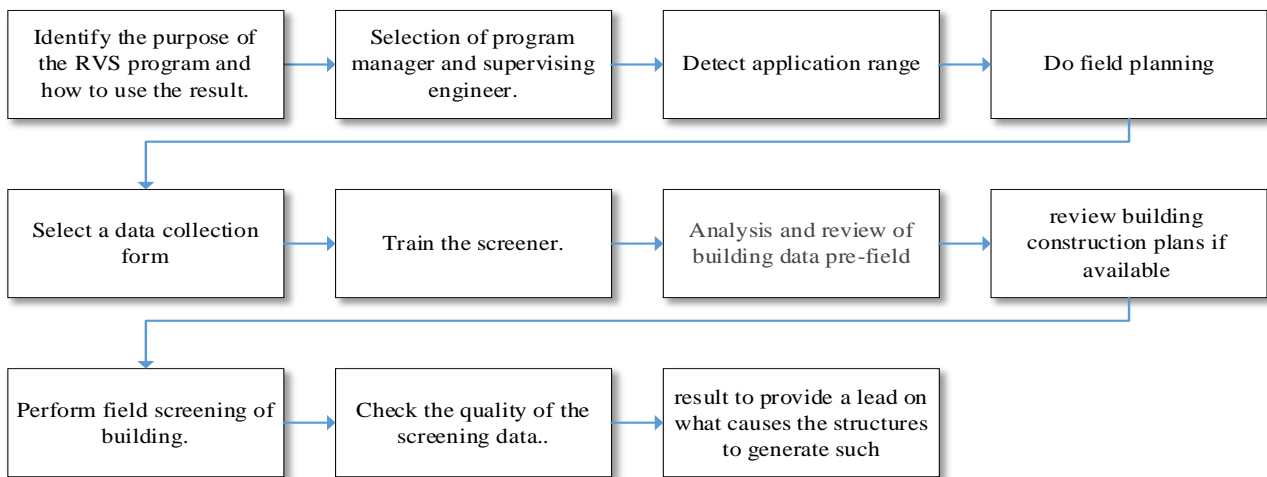 Identify the purpose of
the RVS program and
how to use the result.
Selection of program
manager and supervising
engineer.
Detect application range
Do field planning
Select a data collection
form
Train the screener.
Analysis and review of
building data pre-field
review building
construction plans if
available
Perform field screening of
building.
Check the quality of the
screening data..
result to provide a lead on
what causes the structures
to generate such